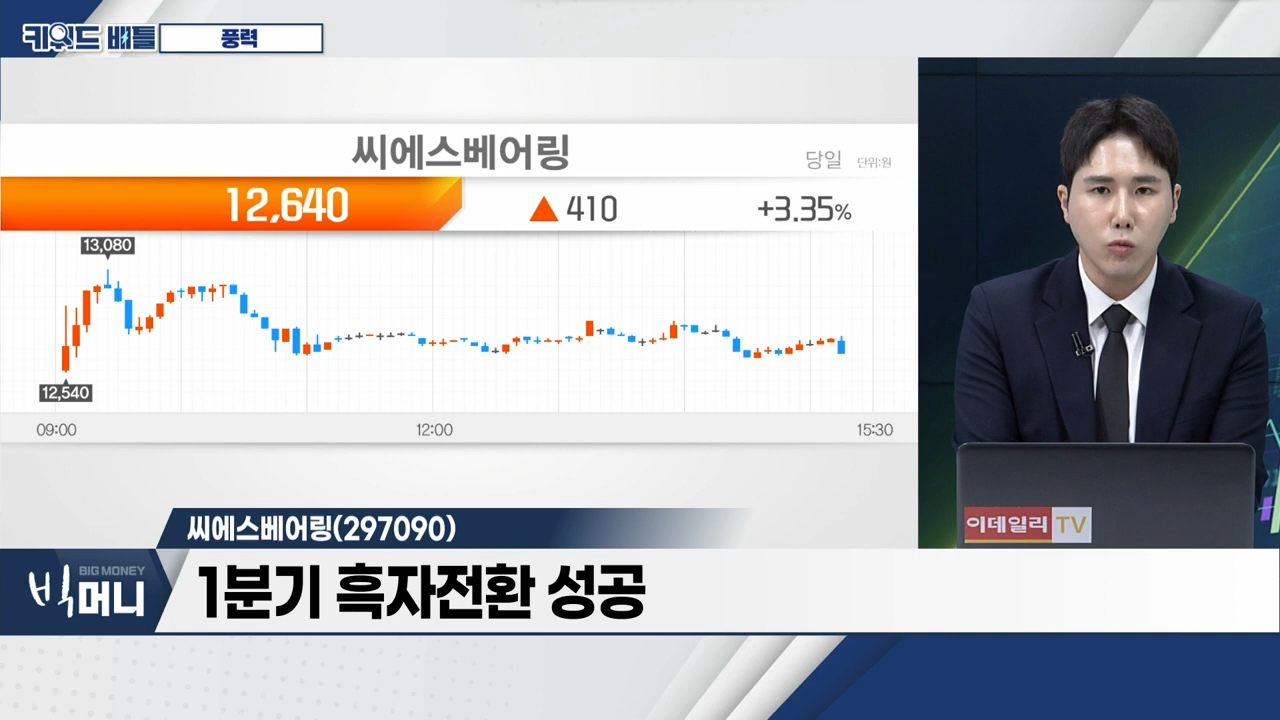 키워드 배틀
풍력
씨에스베어링
당일 단위:원
12,640 ▲ 410 +3.35%
13,080
12,540
09:00 12:00 15:30
이데일리 TV
씨에스베어링(297090)
BIG MONEY
빅머니
1분기 흑자전환 성공